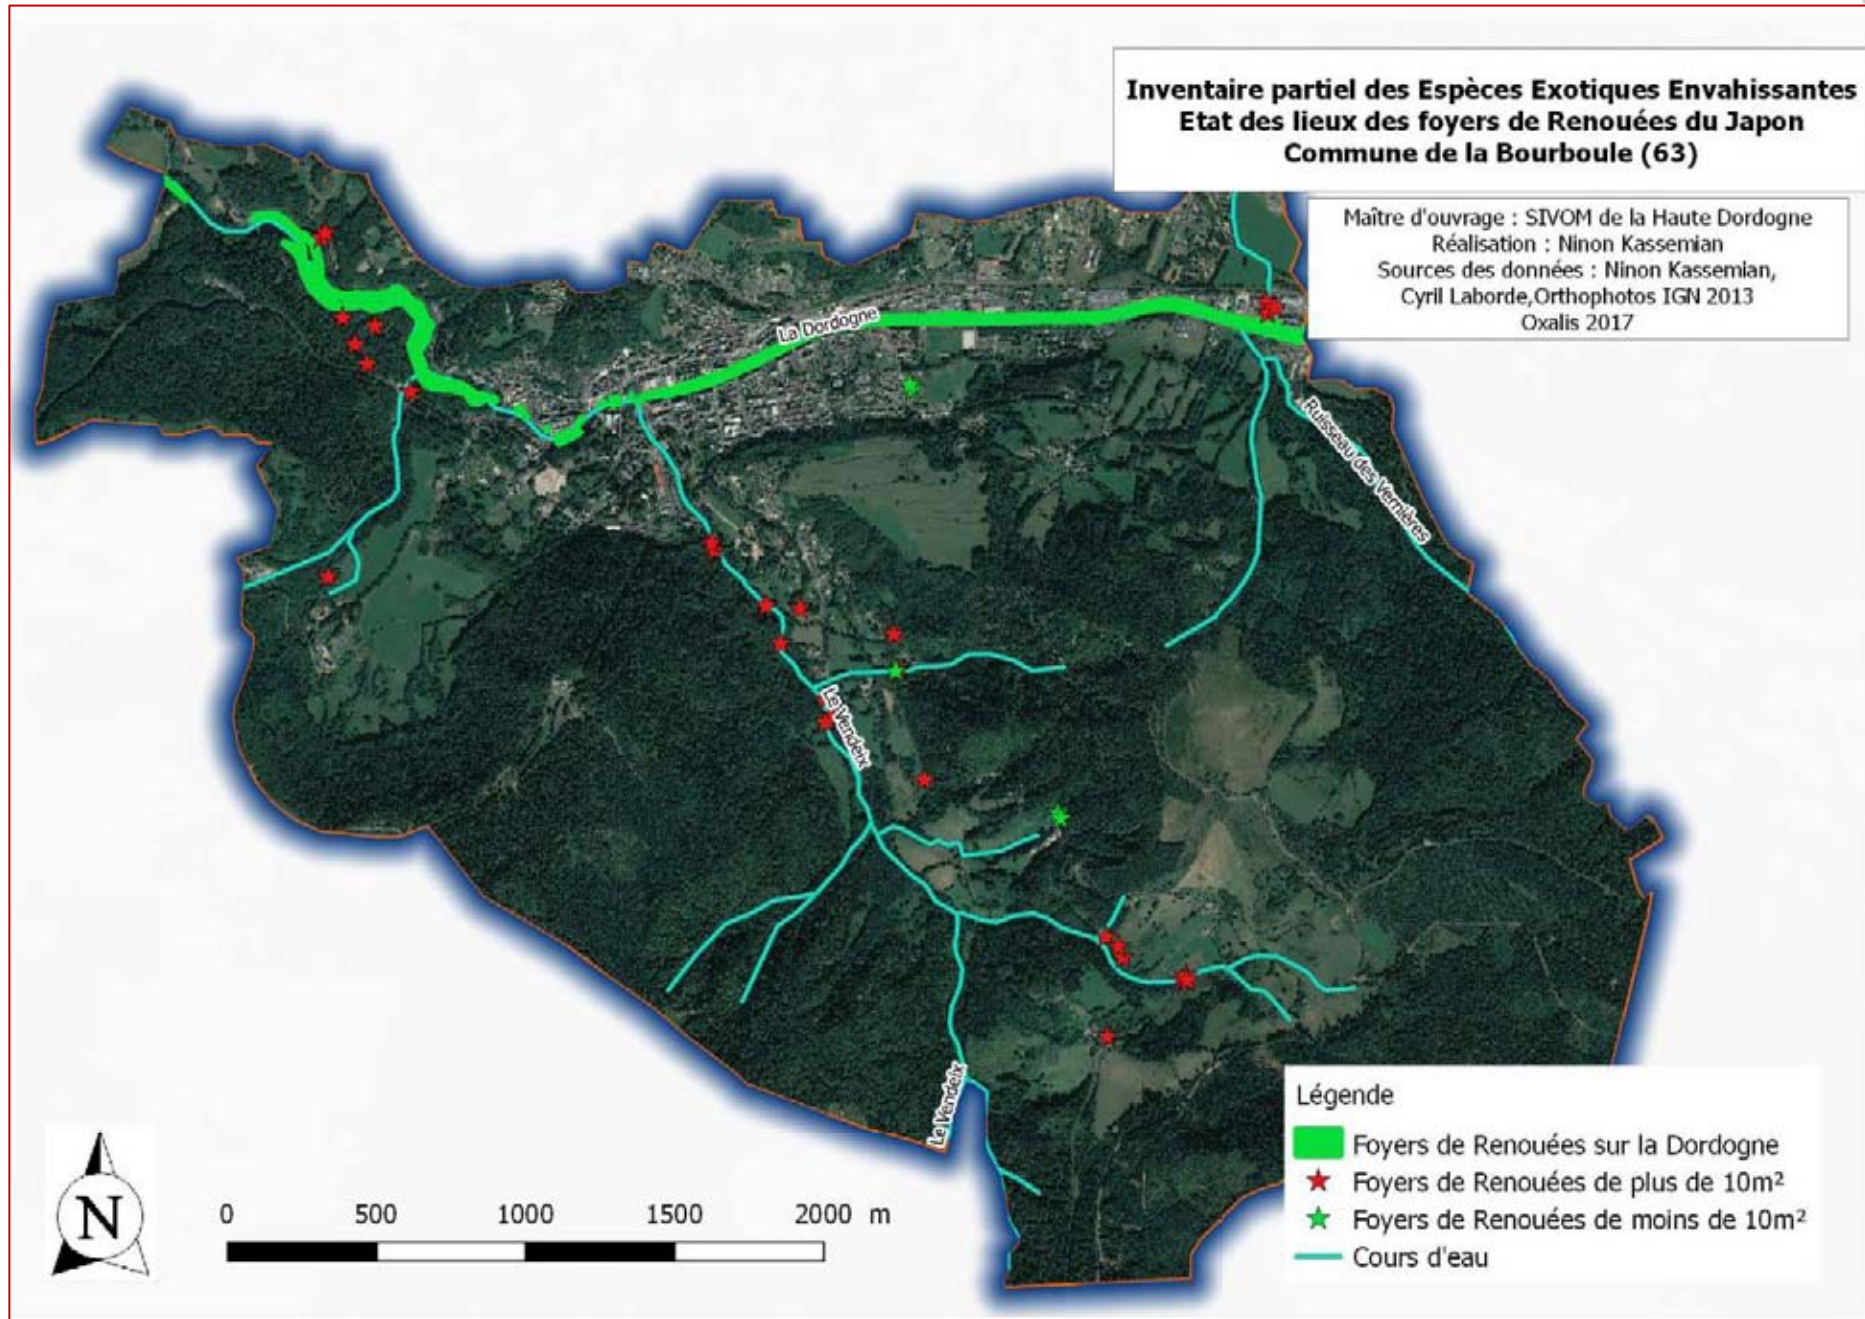 Inventaire partiel des Espèces Exotiques Envahissantes
Etat des lieux des foyers de Renouées du Japon
Commune de la Bourboule (63)
Maître d'ouvrage : SIVOM de la Haute Dordogne
Réalisation : Ninon Kassemian
Sources des données : Ninon Kassemian,
Cyril Laborde,Orthophotos IGN 2013
Oxalis 2017
La Dordogne
Ruisseau des Vernières
Le Vendeix
Le Vendeix
Légende
Foyers de Renouées sur la Dordogne
Foyers de Renouées de plus de 10m²
Foyers de Renouées de moins de 10m²
Cours d'eau
N
0 500 1000 1500 2000 m